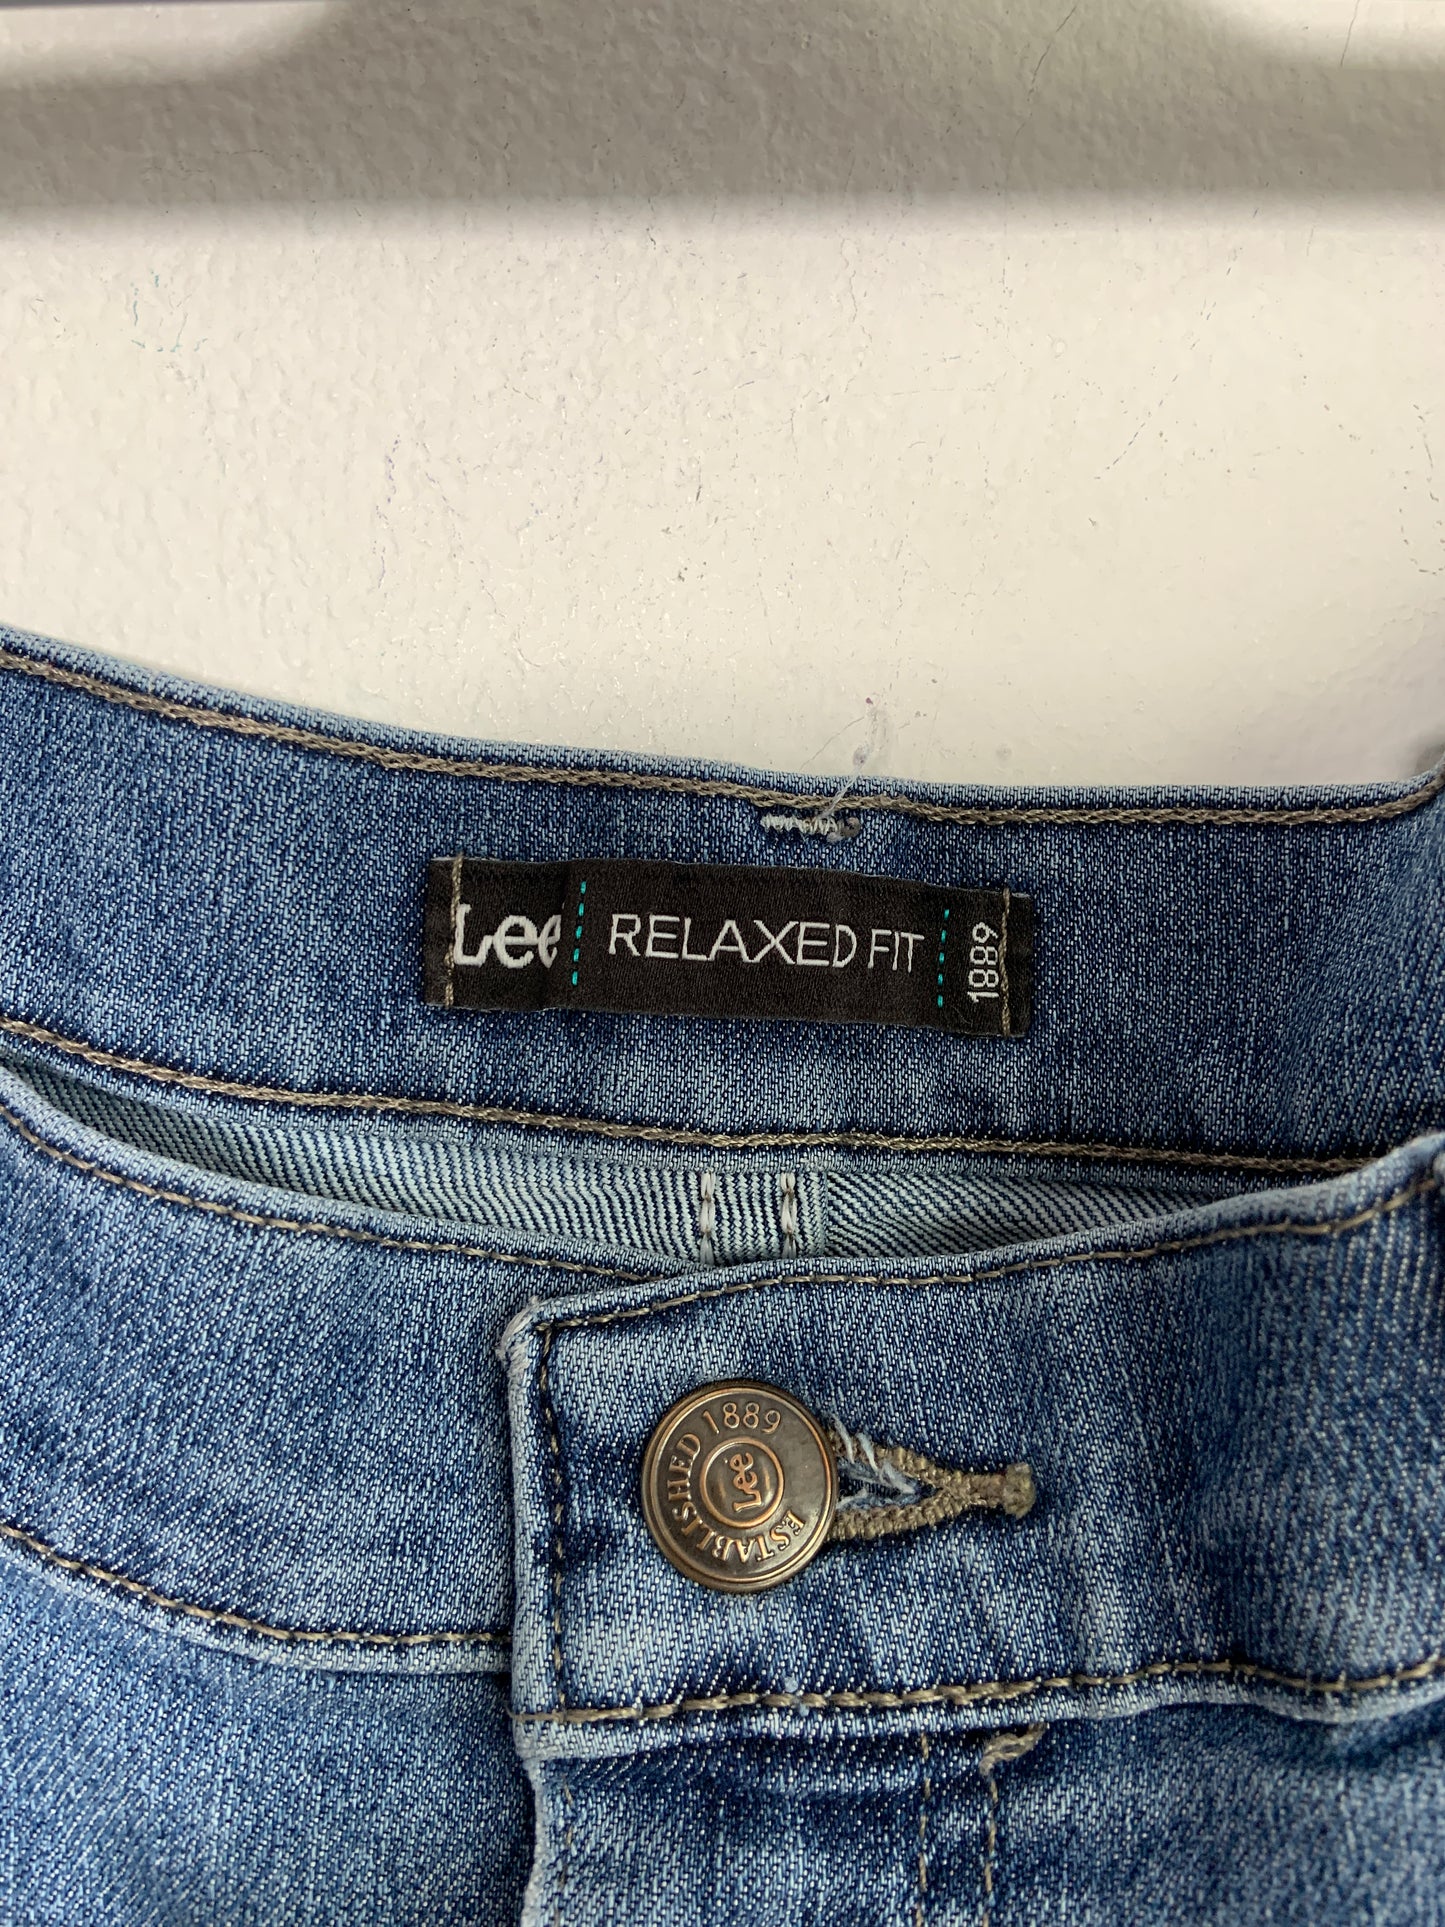 Lee RELAXED FIT 1889
ESTABLISHED 1889
Lee